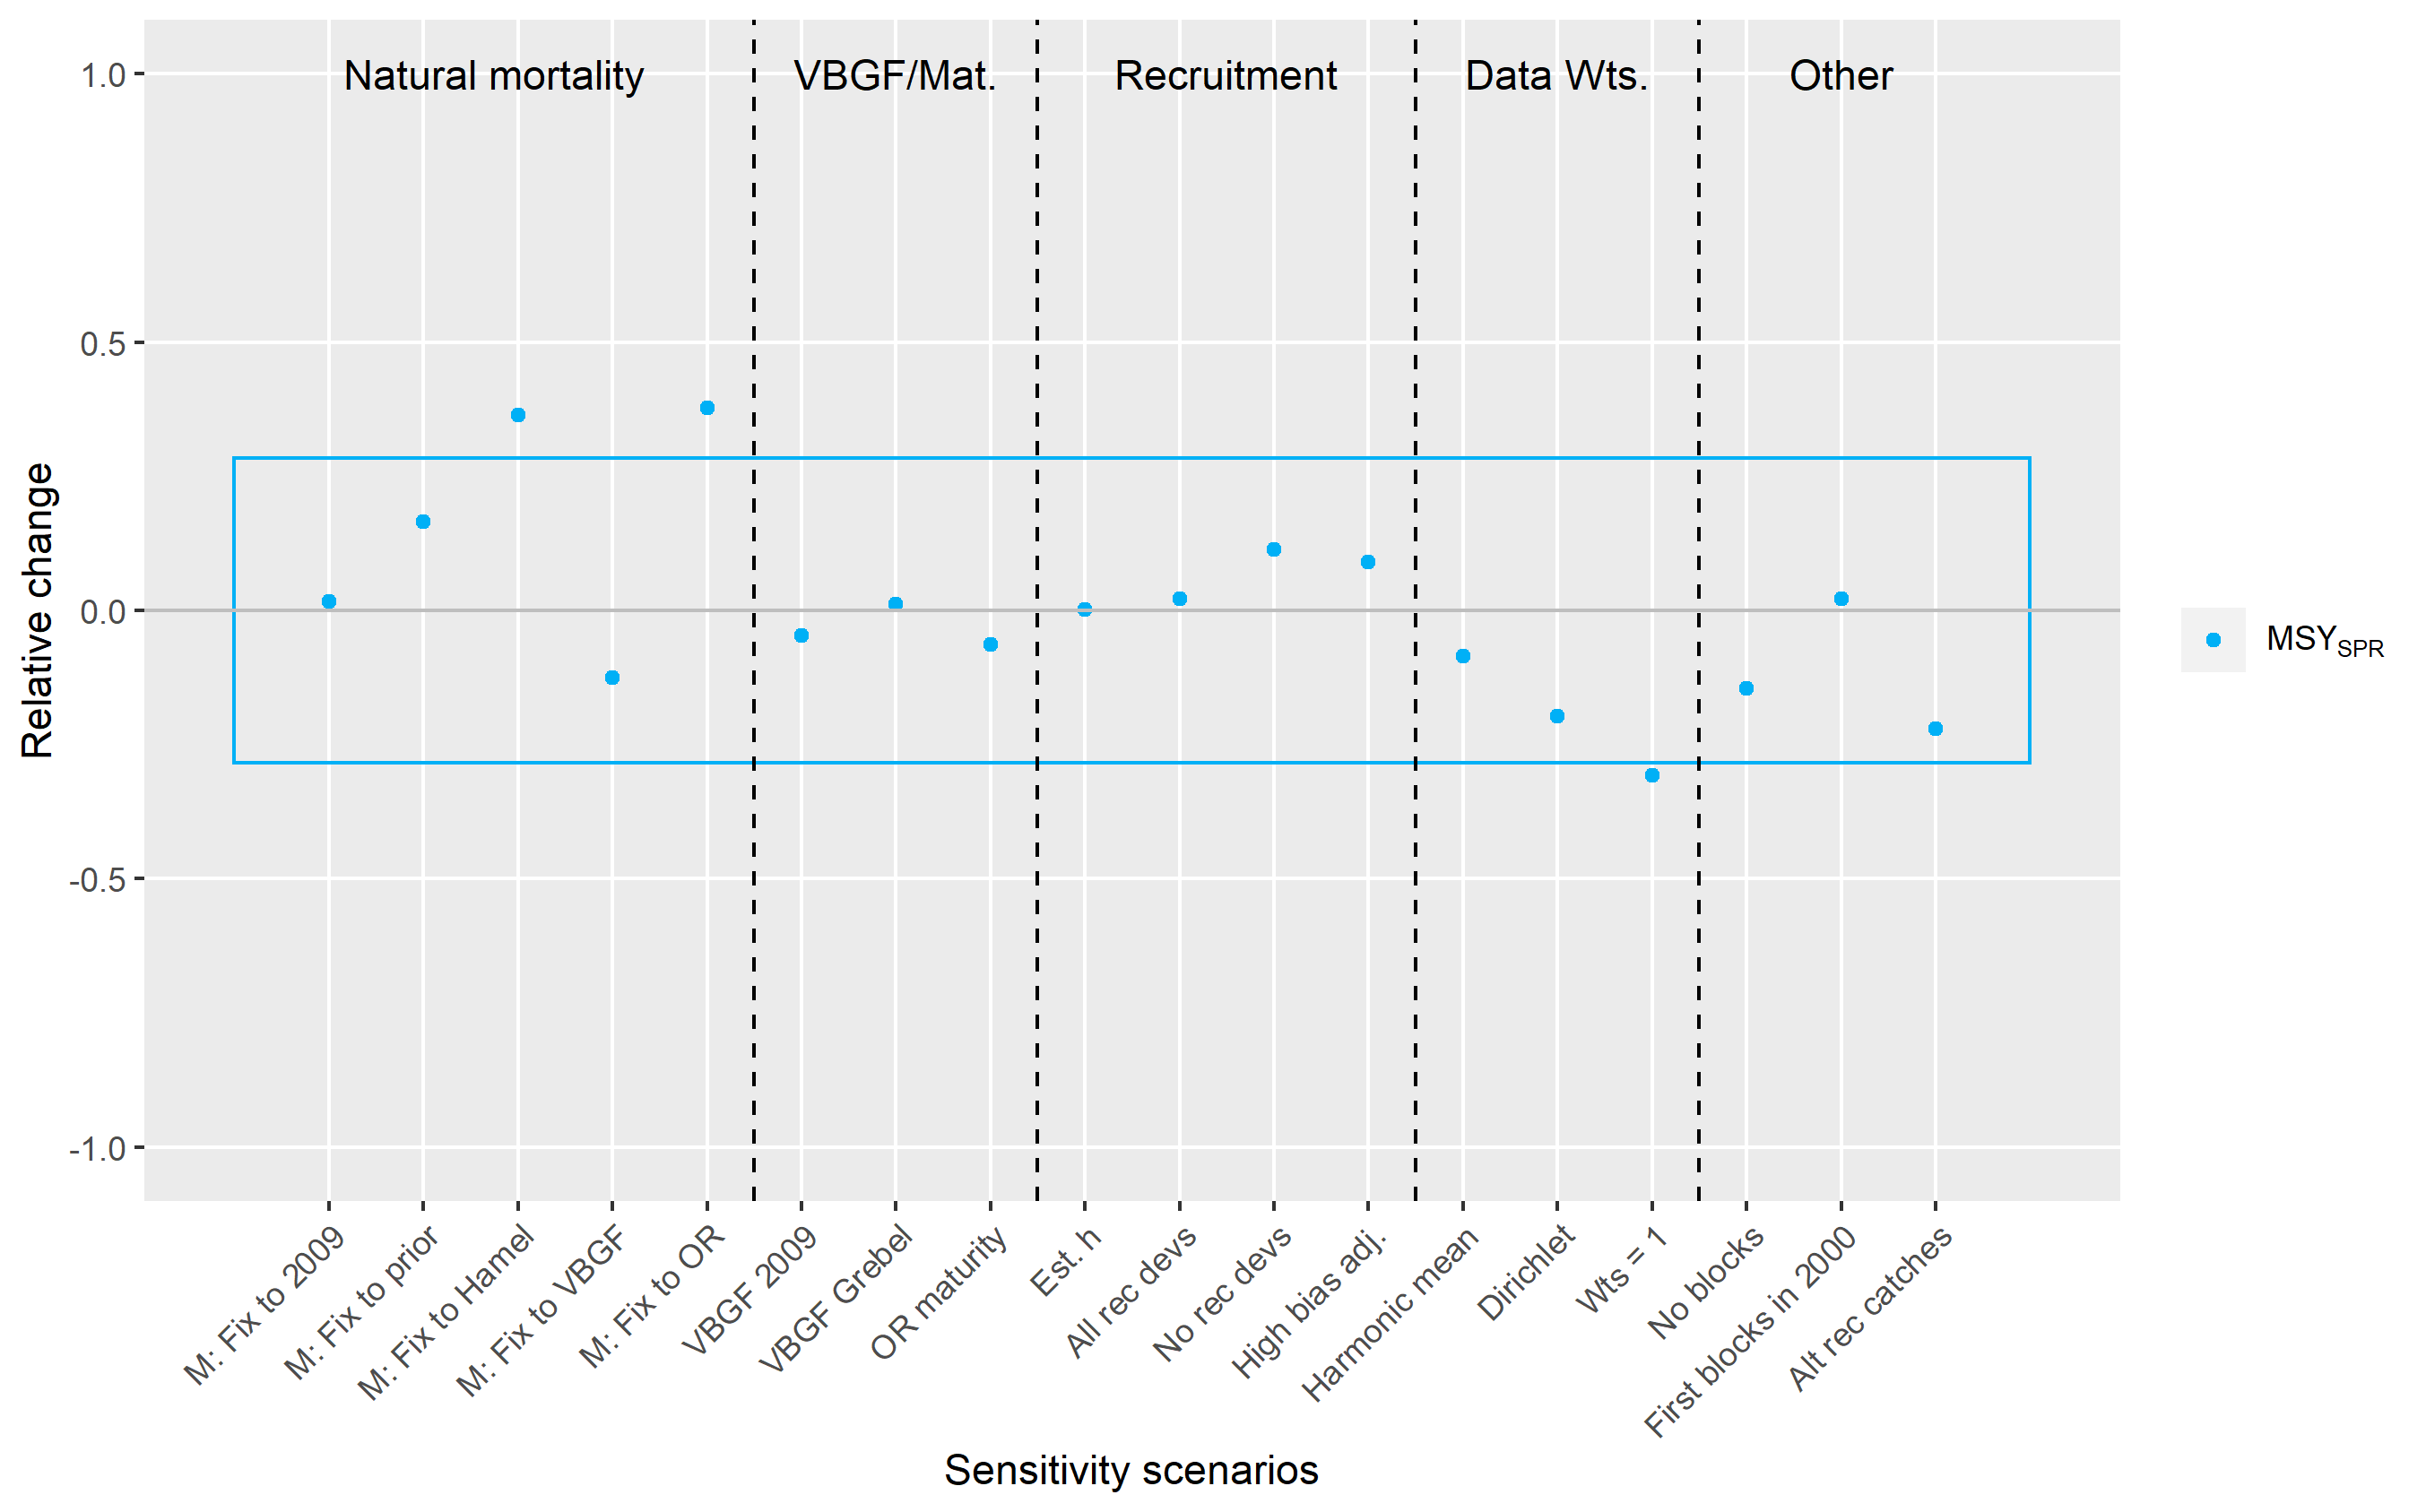 Natural mortality
VBGF/Mat.
Recruitment
Data Wts.
Other
1.0
0.5
0.0
-0.5
-1.0
Relative change
MSYSPR
M: Fix to 2009
M: Fix to prior
M: Fix to Hamel
M: Fix to VBGF
M: Fix to OR
VBGF 2009
VBGF Grebel
OR maturity
Est. h
All rec devs
No rec devs
High bias adj.
Harmonic mean
Dirichlet
Wts = 1
No blocks
First blocks in 2000
Alt rec catches
Sensitivity scenarios